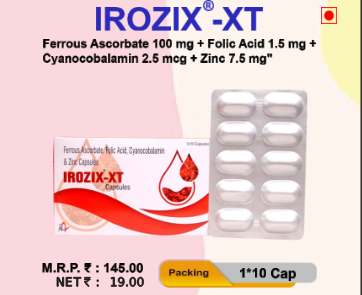 IROZIX®-XT
Ferrous Ascorbate 100 mg + Folic Acid 1.5 mg +
Cyanocobalamin 2.5 mcg + Zinc 7.5 mg"
Ferrous Ascorbate, Folic Acid, Cyanocobalamin
& Zinc Capsules
IROZIX-XT
Capsules
M.R.P. ₹ : 145.00
NET ₹ : 19.00
Packing 1*10 Cap